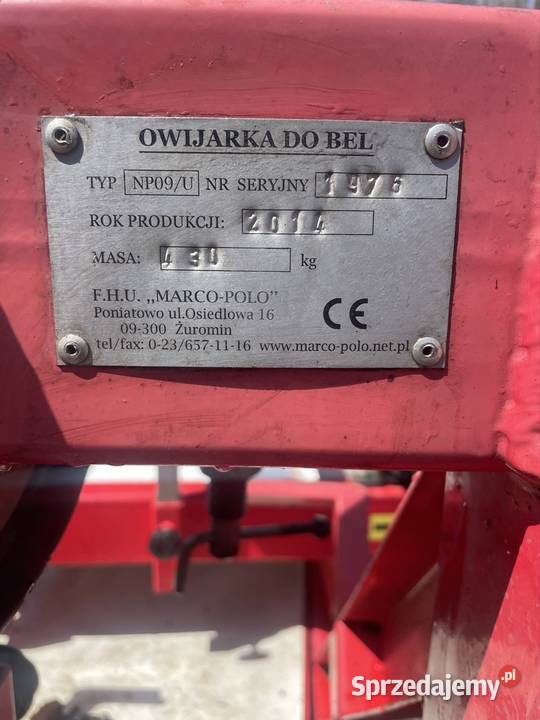 OWIJARKA DO BEL
TYP NP09/U NR SERYJNY 1976
ROK PRODUKCJI: 2014
MASA: 430 kg
F.H.U. „MARCO-POLO”
Poniatowo ul.Osiedlowa 16
09-300 Żuromin
tel/fax: 0-23/657-11-16 www.marco-polo.net.pl
CE
Sprzedajemy.pl